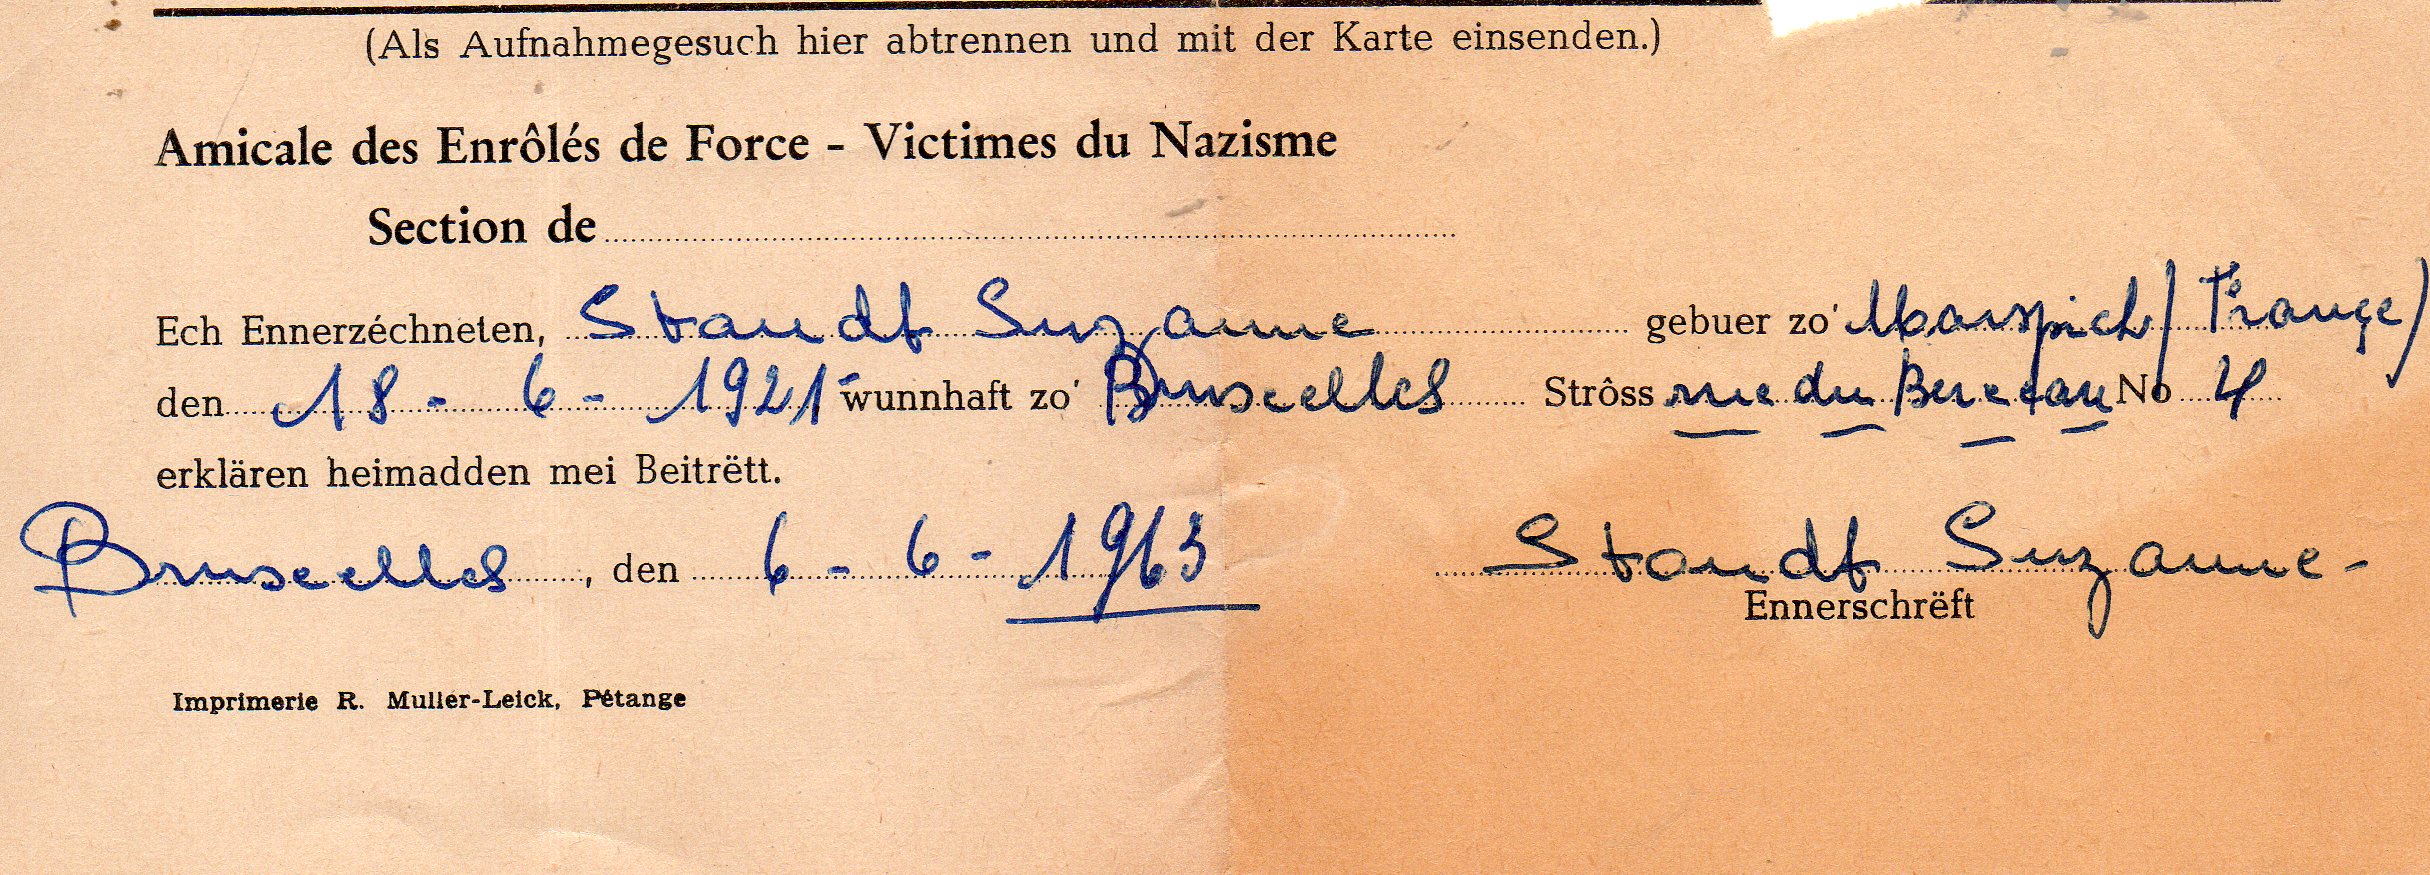 (Als Aufnahmegesuch hier abtrennen und mit der Karte einsenden.)
Amicale des Enrôlés de Force - Victimes du Nazisme
Section de
Ech Ennerzéchneten, Staudt Suzanne gebuer zo' Marspich (France)
den 18 - 6 - 1921 wunnhaft zo' Bruxelles Strôss rue du Bureau No 4
erklären heimadden mei Beitrëtt.
Bruxelles, den 6 - 6 - 1963 Staudt Suzanne -
Ennerschrëft
Imprimerie R. Muller-Leick, Pétange